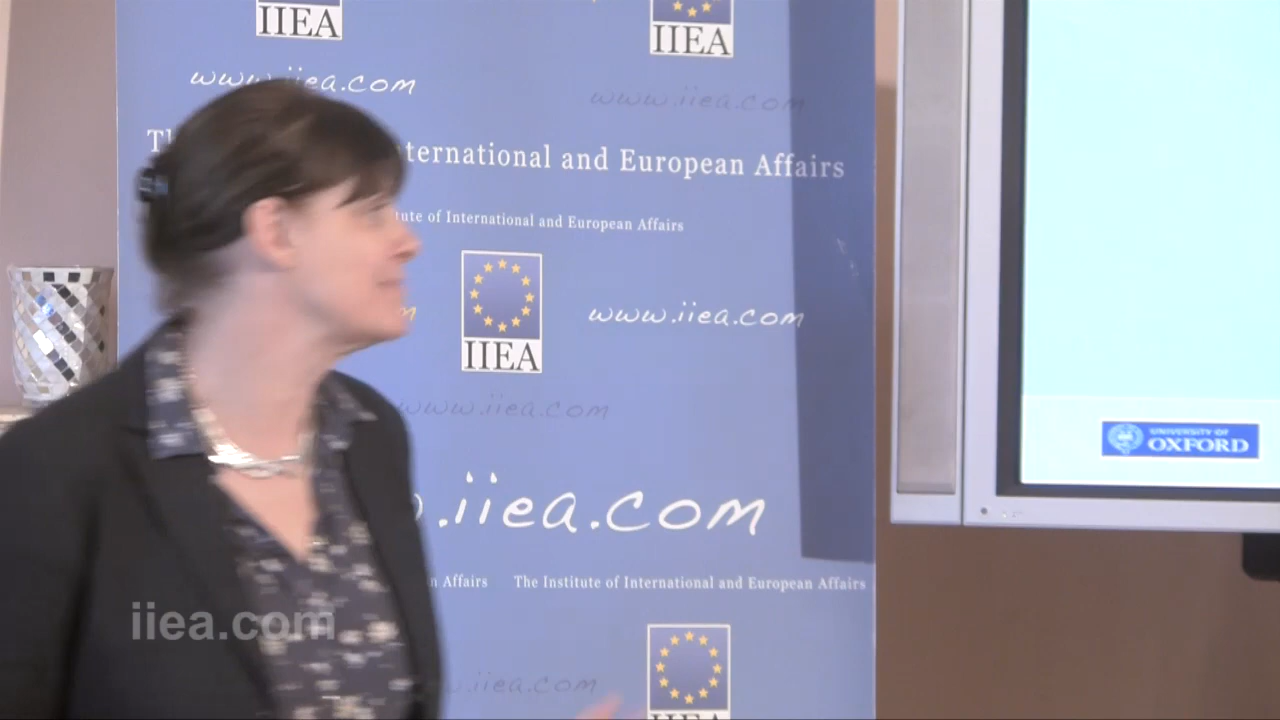 IIEA
IIEA
www.iiea.com
www.iiea.com
International and European Affairs
Institute of International and European Affairs
www.iiea.com
IIEA
www.iiea.com
.iiea.com
UNIVERSITY OF
OXFORD
Affairs
The Institute of International and European Affairs
iiea.com
.iiea.com
IIEA